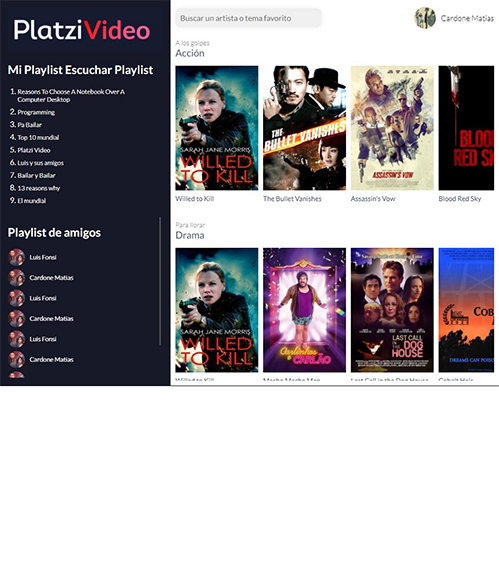 PlatziVideo
Mi Playlist Escuchar Playlist
1. Reasons To Choose A Notebook Over A
Computer Desktop
2. Programming
3. Pa Bailar
4. Top 10 mundial
5. Platzi Video
6. Luis y sus amigos
7. Bailar y Bailar
8. 13 reasons why
9. El mundial
Playlist de amigos
Luis Fonsi
Cardone Matias
Luis Fonsi
Cardone Matias
Luis Fonsi
Cardone Matias
Buscar un artista o tema favorito
Cardone Matias
A los golpes
Acción
SARAH JANE MORRIS
WILLED
TO KILL
THE
BULLET VANISHES
ASSASSIN'S VOW
BLOOD
RED SK
Willed to Kill
The Bullet Vanishes
Assassin's Vow
Blood Red Sky
Para llorar
Drama
SARAH JANE MORRIS
WILLED
TO KILL
Carlinhos
CARLÃO
LAST CALL
IN THE DOG
HOUSE
COB
DREAMS CAN POISO
Willed to Kill
Macho Macho Man
Last Call in the Dog House
Cobalt Hais